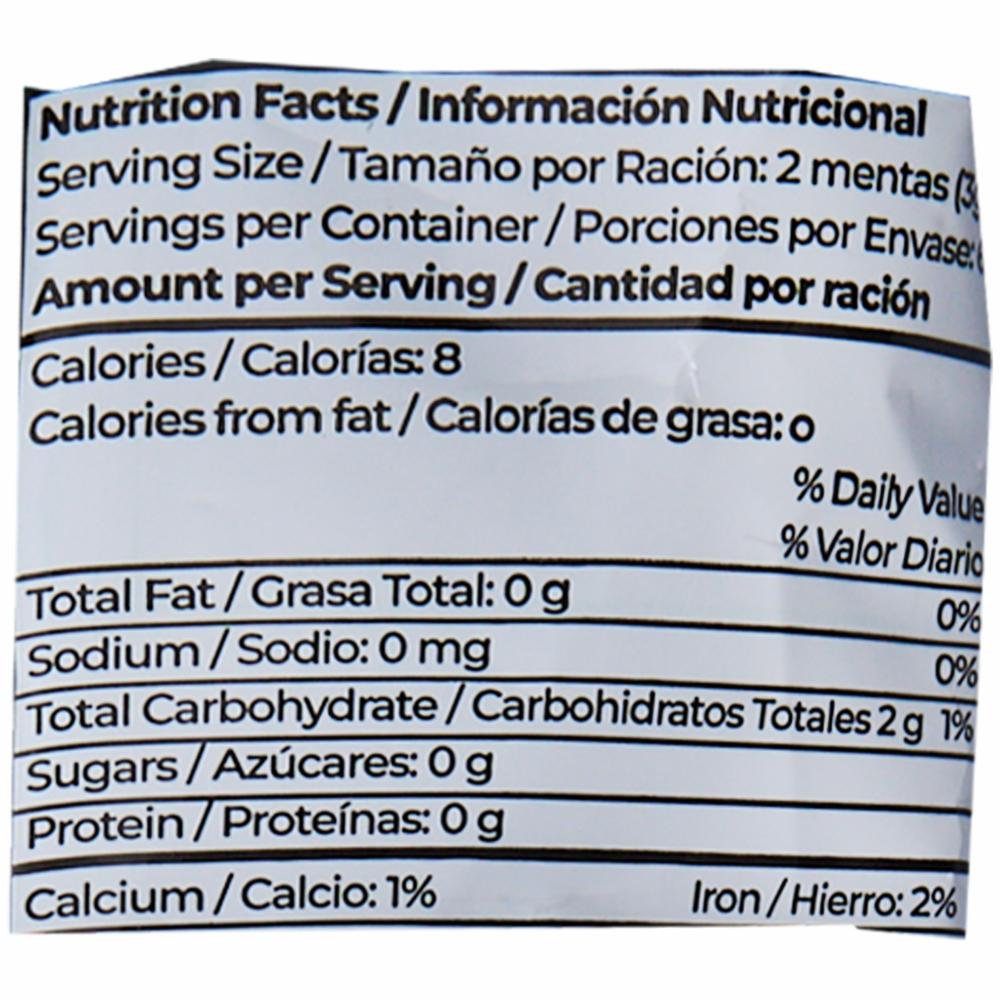 Nutrition Facts / Información Nutricional
Serving Size / Tamaño por Ración: 2 mentas
Servings per Container / Porciones por Envase:
Amount per Serving / Cantidad por ración
Calories / Calorías: 8
Calories from fat / Calorías de grasa: 0
% Daily Value
% Valor Diario
Total Fat / Grasa Total: 0 g 0%
Sodium / Sodio: 0 mg 0%
Total Carbohydrate / Carbohidratos Totales 2 g 1%
Sugars / Azúcares: 0 g
Protein / Proteínas: 0 g
Calcium / Calcio: 1% Iron / Hierro: 2%